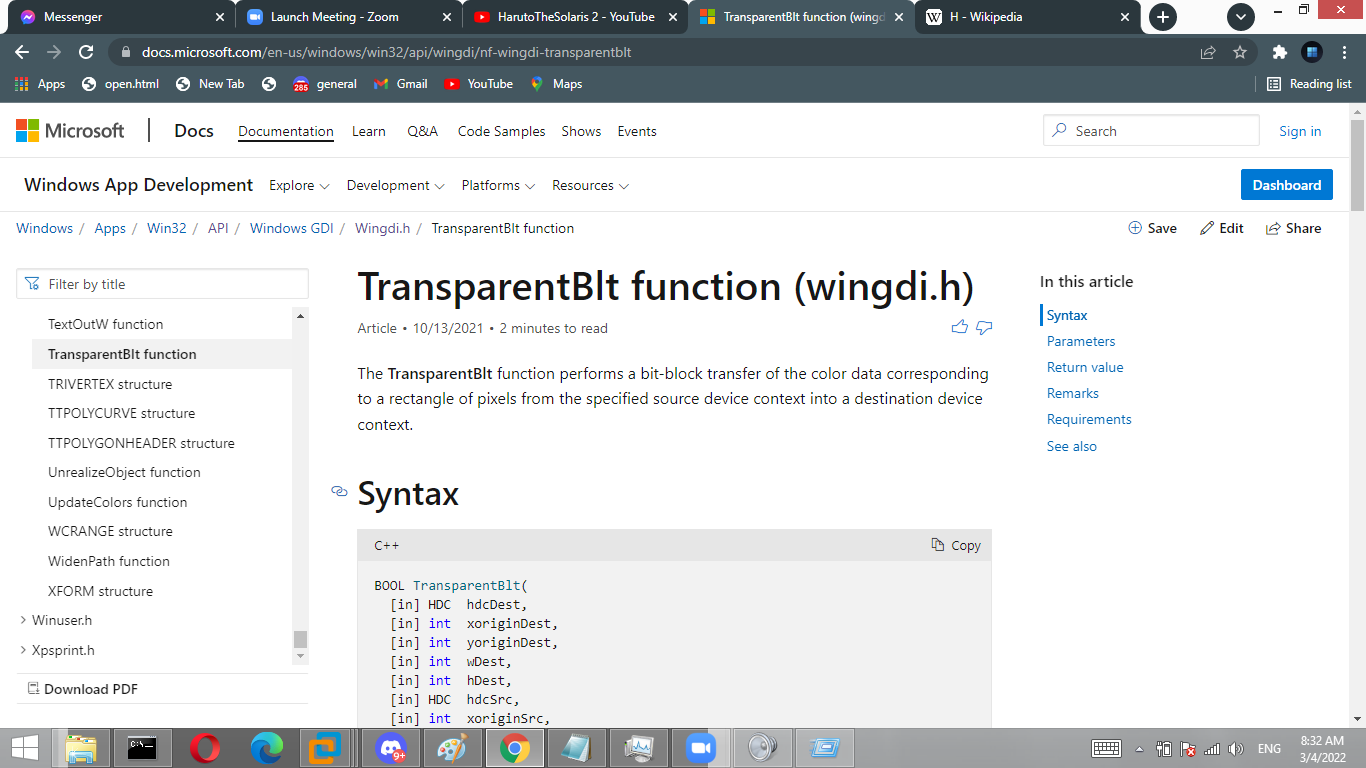 Messenger
Launch Meeting - Zoom
HarutoTheSolaris 2 - YouTube
TransparentBlt function (wingd
W H - Wikipedia
docs.microsoft.com/en-us/windows/win32/api/wingdi/nf-wingdi-transparentblt
Apps
open.html
New Tab
285 general
Gmail
YouTube
Maps
Reading list
Microsoft
Docs
Documentation
Learn
Q&A
Code Samples
Shows
Events
Search
Sign in
Windows App Development
Explore
Development
Platforms
Resources
Dashboard
Windows / Apps / Win32 / API / Windows GDI / Wingdi.h / TransparentBlt function
Save
Edit
Share
Filter by title
TextOutW function
TransparentBlt function
TRIVERTEX structure
TTPOLYCURVE structure
TTPOLYGONHEADER structure
UnrealizeObject function
UpdateColors function
WCRANGE structure
WidenPath function
XFORM structure
Winuser.h
Xpsprint.h
Download PDF
TransparentBlt function (wingdi.h)
Article • 10/13/2021 • 2 minutes to read
The TransparentBlt function performs a bit-block transfer of the color data corresponding
to a rectangle of pixels from the specified source device context into a destination device
context.
Syntax
C++
Copy
BOOL TransparentBlt(
[in] HDC hdcDest,
[in] int xoriginDest,
[in] int yoriginDest,
[in] int wDest,
[in] int hDest,
[in] HDC hdcSrc,
[in] int xoriginSrc,
In this article
Syntax
Parameters
Return value
Remarks
Requirements
See also
C:\_
9+
ENG
8:32 AM
3/4/2022